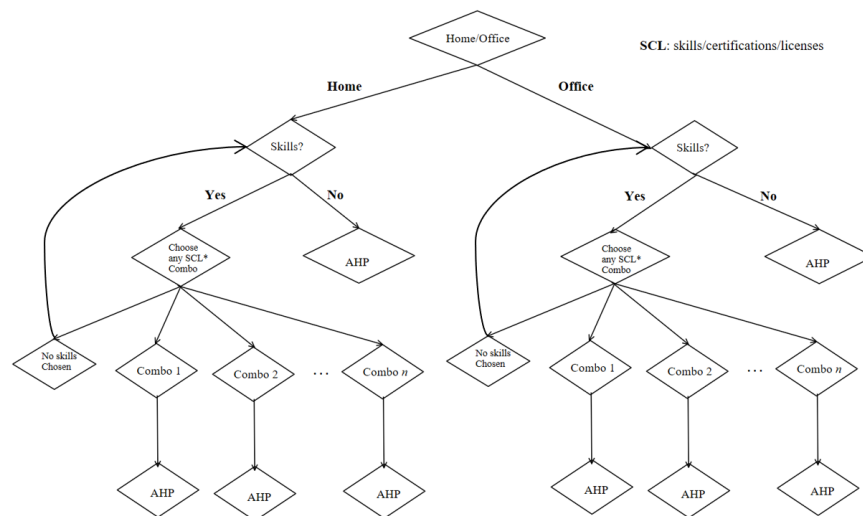 Home/Office
SCL: skills/certifications/licenses
Home
Office
Skills?
Skills?
Yes
No
Yes
No
Choose
any SCL*
Combo
AHP
Choose
any SCL*
Combo
AHP
No skills
Chosen
Combo 1
Combo 2
...
Combo n
No skills
Chosen
Combo 1
Combo 2
...
Combo n
AHP
AHP
AHP
AHP
AHP
AHP